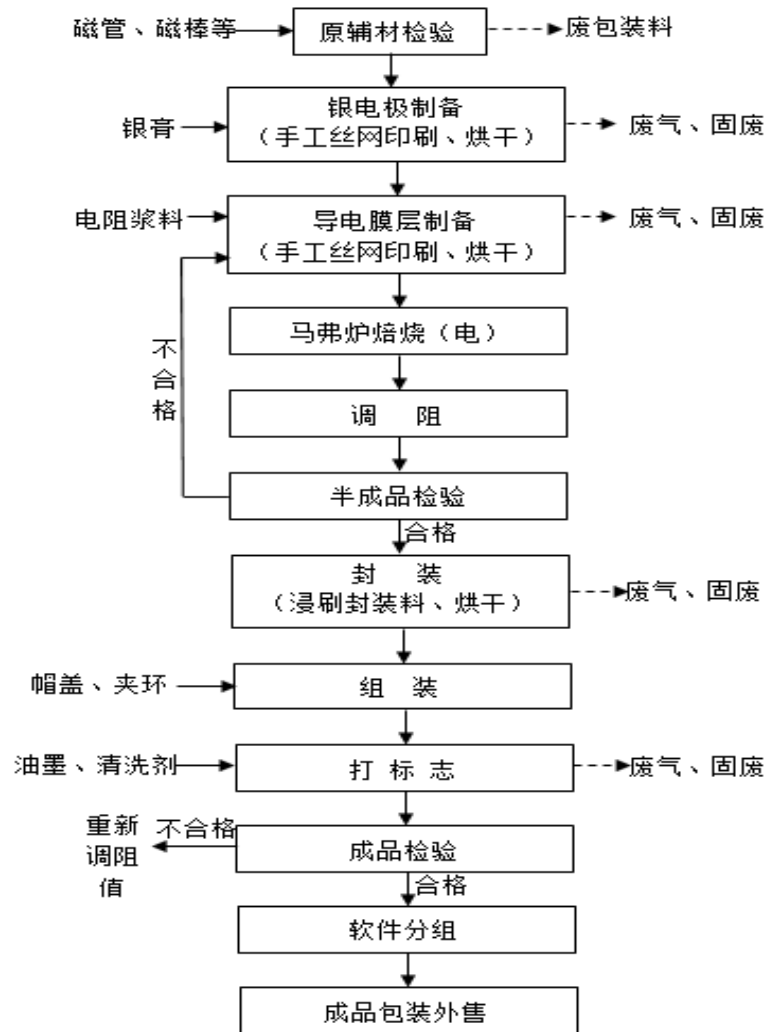 磁管、磁棒等
原辅材检验
废包装料
银膏
银电极制备
（手工丝网印刷、烘干）
废气、固废
电阻浆料
导电膜层制备
（手工丝网印刷、烘干）
废气、固废
马弗炉焙烧（电）
不合格
调 阻
半成品检验
合格
封 装
（浸刷封装料、烘干）
废气、固废
帽盖、夹环
组 装
油墨、清洗剂
打 标 志
废气、固废
重新
调阻
值
不合格
成品检验
合格
软件分组
成品包装外售